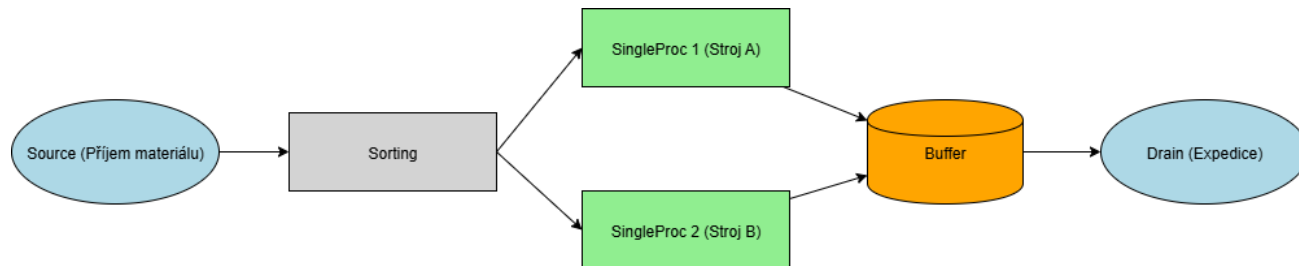 Source (Příjem materiálu)
Sorting
SingleProc 1 (Stroj A)
SingleProc 2 (Stroj B)
Buffer
Drain (Expedice)